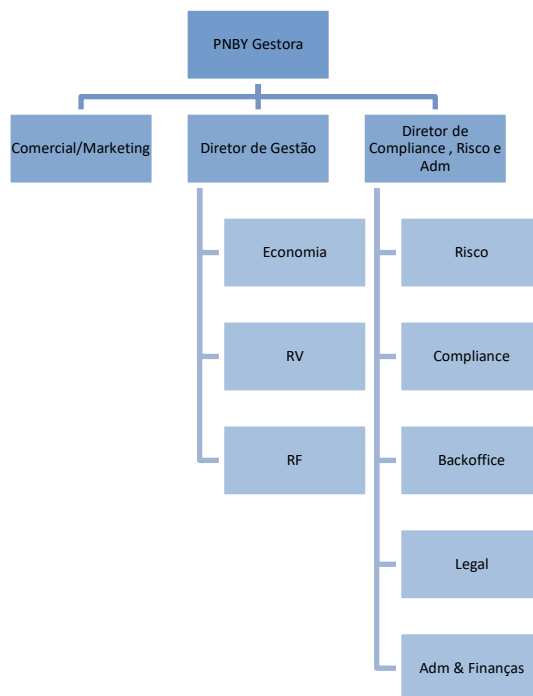 PNBY Gestora
Comercial/Marketing
Diretor de Gestão
Diretor de
Compliance , Risco e
Adm
Economia
RV
RF
Risco
Compliance
Backoffice
Legal
Adm & Finanças